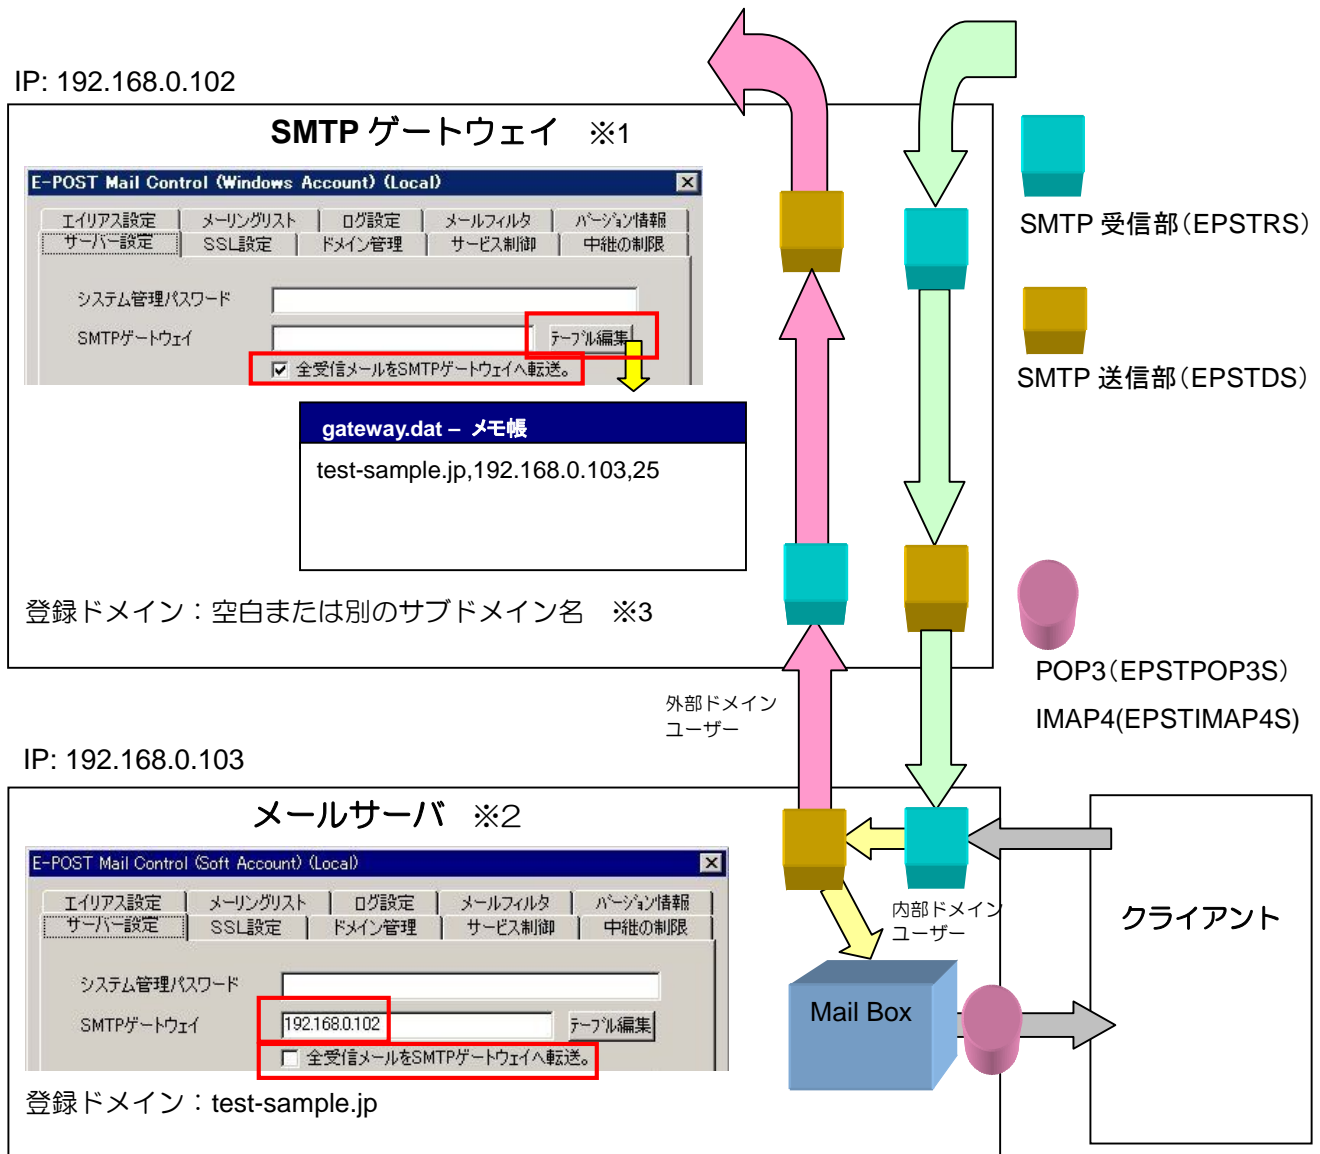 IP: 192.168.0.102
SMTP ゲートウェイ ※1
E-POST Mail Control (Windows Account) (Local)
エイリアス設定 メーリングリスト ログ設定 メールフィルタ バージョン情報
サーバー設定 SSL設定 ドメイン管理 サービス制御 中継の制限
システム管理パスワード
SMTPゲートウェイ テーブル編集
全受信メールをSMTPゲートウェイへ転送。
gateway.dat – メモ帳
test-sample.jp,192.168.0.103,25
登録ドメイン：空白または別のサブドメイン名 ※3
SMTP 受信部（EPSTRS）
SMTP 送信部（EPSTDS）
POP3（EPSTPOP3S）
IMAP4(EPSTIMAP4S)
外部ドメイン
ユーザー
IP: 192.168.0.103
メールサーバ ※2
E-POST Mail Control (Soft Account) (Local)
エイリアス設定 メーリングリスト ログ設定 メールフィルタ バージョン情報
サーバー設定 SSL設定 ドメイン管理 サービス制御 中継の制限
システム管理パスワード
SMTPゲートウェイ 192.168.0.102 テーブル編集
全受信メールをSMTPゲートウェイへ転送。
登録ドメイン：test-sample.jp
内部ドメイン
ユーザー
Mail Box
クライアント